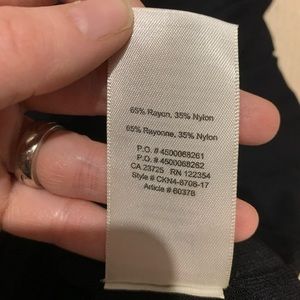 65% Rayon, 35% Nylon
65% Rayonne, 35% Nylon
P.O. # 4500068261
P.O. # 4500068262
CA 23725 RN 122354
Style # CKN4-8708-17
Article # 60378